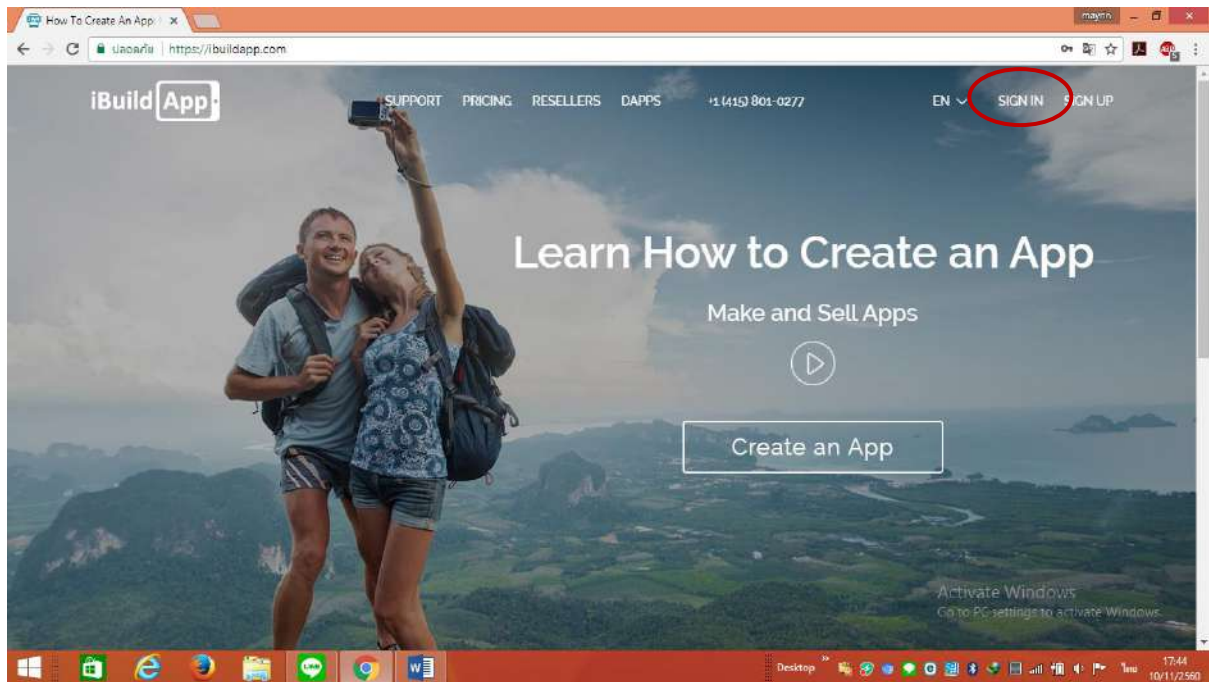 How To Create An App:
mayrin
ปลอดภัย | https://ibuildapp.com
iBuild App
SUPPORT PRICING RESELLERS DAPPS +1 (415) 801-0277 EN SIGN IN SIGN UP
Learn How to Create an App
Make and Sell Apps
Create an App
Activate Windows
Go to PC settings to activate Windows.
Desktop
ไทย
17:44
10/11/2560